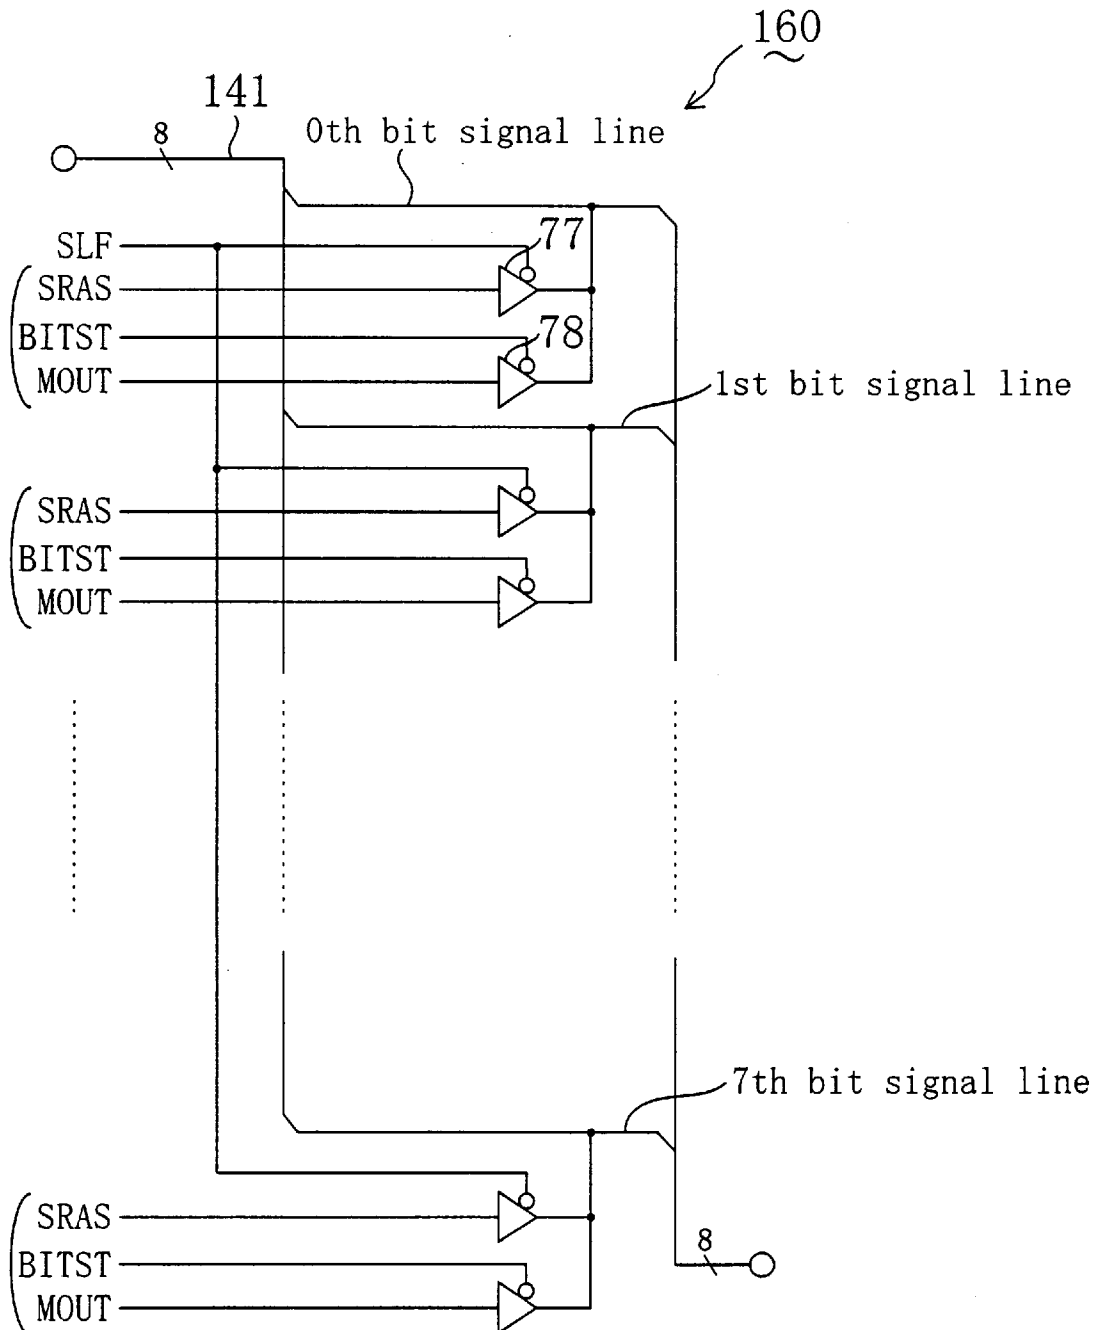 160
141
8
0th bit signal line
SLF
77
SRAS
BITST
78
MOUT
1st bit signal line
SRAS
BITST
MOUT
7th bit signal line
SRAS
BITST
8
MOUT